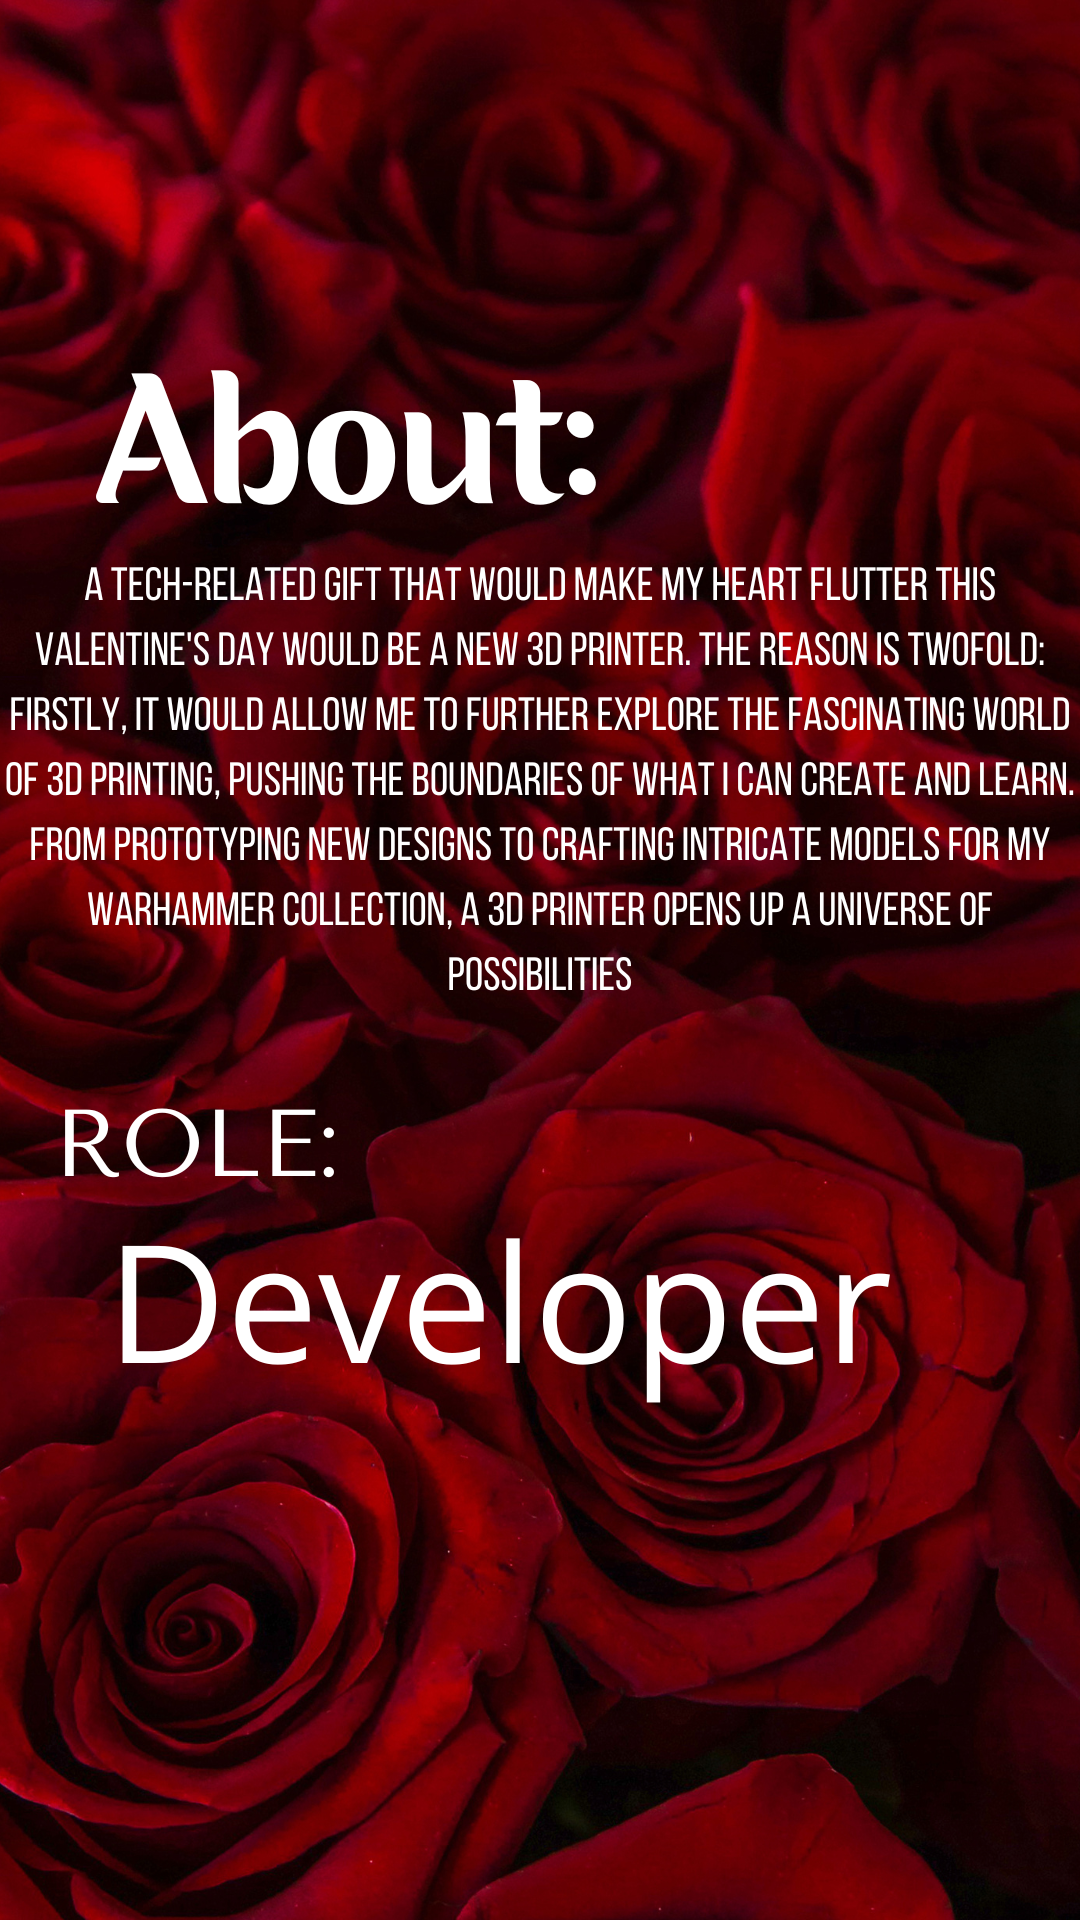 About:
A TECH-RELATED GIFT THAT WOULD MAKE MY HEART FLUTTER THIS
VALENTINE'S DAY WOULD BE A NEW 3D PRINTER. THE REASON IS TWOFOLD:
FIRSTLY, IT WOULD ALLOW ME TO FURTHER EXPLORE THE FASCINATING WORLD
OF 3D PRINTING, PUSHING THE BOUNDARIES OF WHAT I CAN CREATE AND LEARN.
FROM PROTOTYPING NEW DESIGNS TO CRAFTING INTRICATE MODELS FOR MY
WARHAMMER COLLECTION, A 3D PRINTER OPENS UP A UNIVERSE OF
POSSIBILITIES
ROLE:
Developer